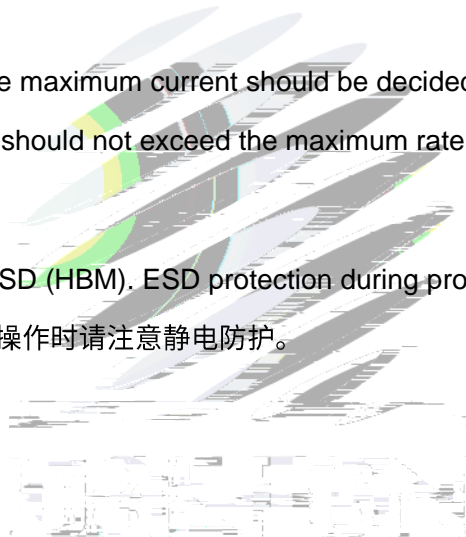 e maximum current should be decided
should not exceed the maximum rate
SD (HBM). ESD protection during pro
操作时请注意静电防护。